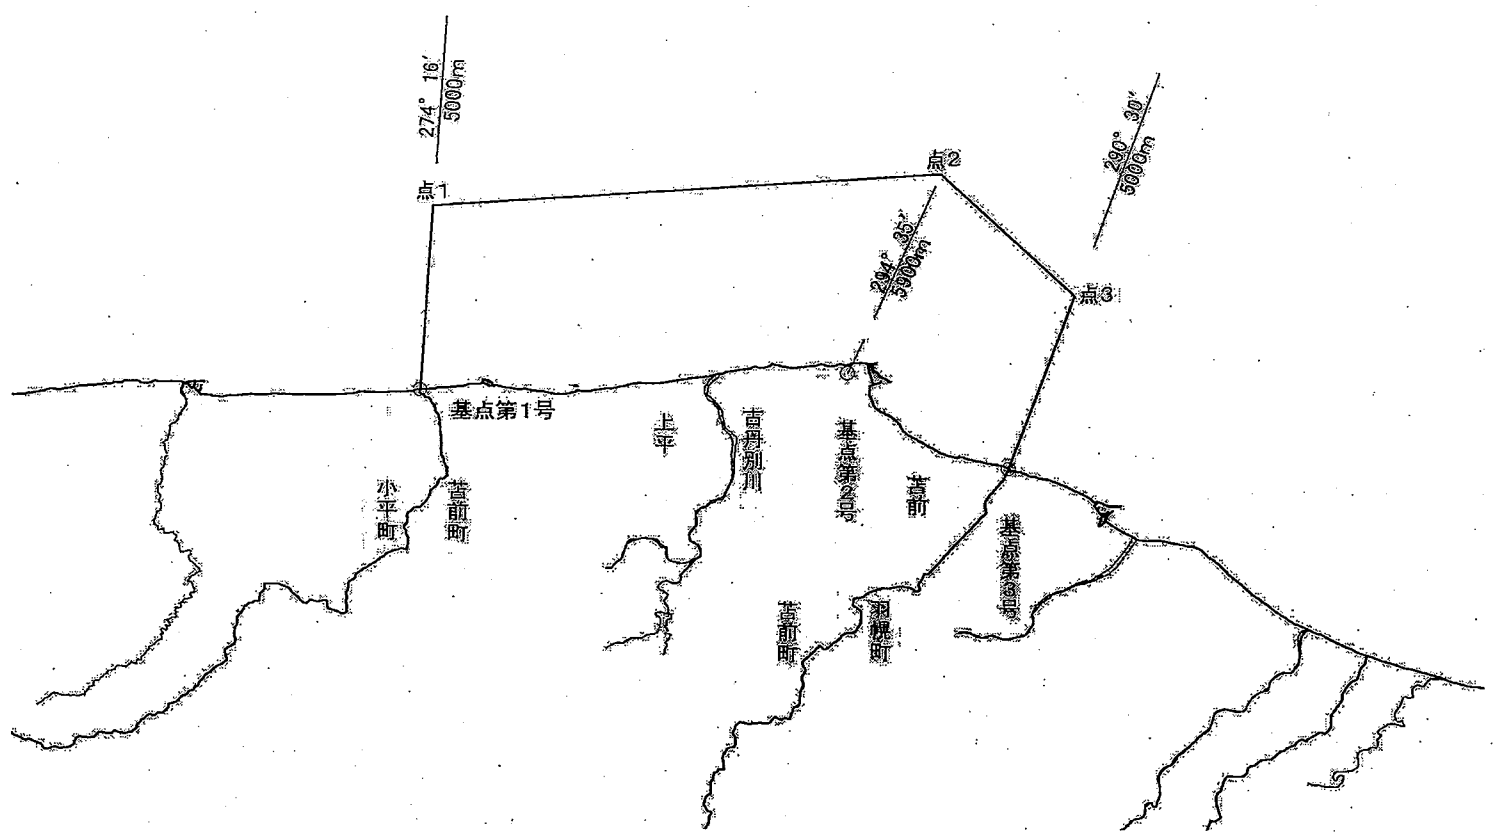 274° 16′
5000m
290° 30′
5000m
点1
点2
294° 35′
5900m
点3
基点第1号
上平
古丹別川
基点第2号
苫前
小平町
苫前町
基点第3号
苫前町
羽幌町